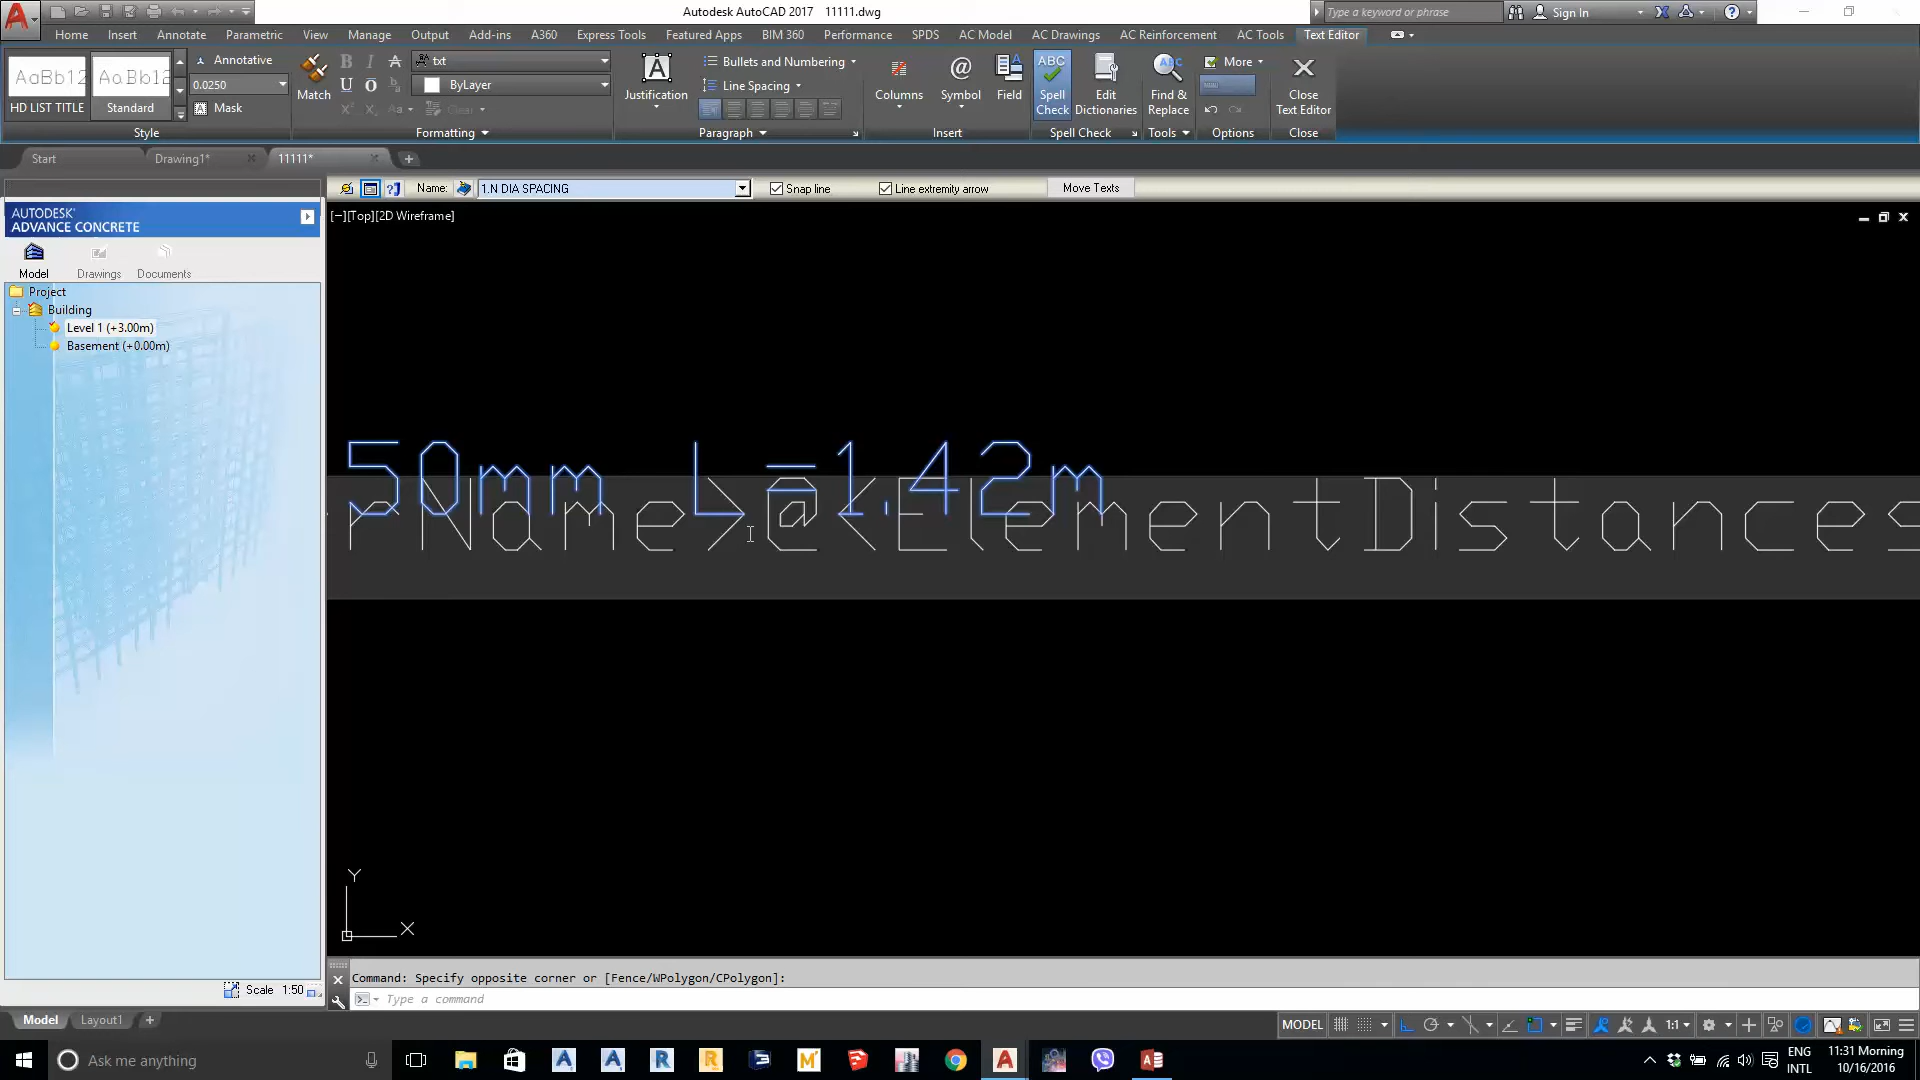 Autodesk AutoCAD 2017 11111.dwg
Type a keyword or phrase
Sign In
Home Insert Annotate Parametric View Manage Output Add-ins A360 Express Tools Featured Apps BIM 360 Performance SPDS AC Model AC Drawings AC Reinforcement AC Tools Text Editor
AaBb12 AaBb12
HD LIST TITLE Standard
Annotative
0.0250
Mask
Style
Match
txt
ByLayer
Clear
Formatting
Justification
Bullets and Numbering
Line Spacing
Paragraph
Columns
Symbol
Field
Insert
ABC
Spell Check
Edit Dictionaries
Spell Check
Find & Replace
Tools
More
Options
Close Text Editor
Close
Start Drawing1* 11111*
Name: 1.N DIA SPACING Snap line Line extremity arrow Move Texts
AUTODESK'
ADVANCE CONCRETE
Model Drawings Documents
Project
Building
Level 1 (+3.00m)
Basement (+0.00m)
Scale 1:50
[−][Top][2D Wireframe]
50mm L=1.42m
rName>@<ElementDistances
Y
X
Command: Specify opposite corner or [Fence/WPolygon/CPolygon]:
Type a command
Model Layout1
MODEL 1:1
Ask me anything
ENG
INTL
11:31 Morning
10/16/2016